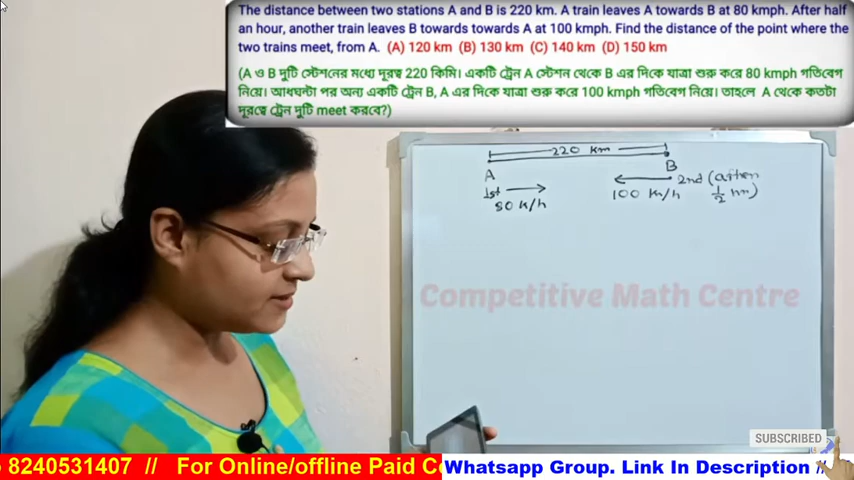 The distance between two stations A and B is 220 km. A train leaves A towards B at 80 kmph. After half
an hour, another train leaves B towards towards A at 100 kmph. Find the distance of the point where the
two trains meet, from A. (A) 120 km (B) 130 km (C) 140 km (D) 150 km
(A ও B দুটি স্টেশনের মধ্যে দূরত্ব 220 কিমি। একটি ট্রেন A স্টেশন থেকে B এর দিকে যাত্রা শুরু করে 80 kmph গতিবেগ
নিয়ে। আধঘন্টা পর অন্য একটি ট্রেন B, A এর দিকে যাত্রা শুরু করে 100 kmph গতিবেগ নিয়ে। তাহলে A থেকে কতটা
দূরত্বে ট্রেন দুটি meet করবে?)
220 km
A B
1st 2nd (after
80 k/h 100 km/h 1/2 hr)
Competitive Math Centre
SUBSCRIBED
8240531407 // For Online/offline Paid Co Whatsapp Group. Link In Description //